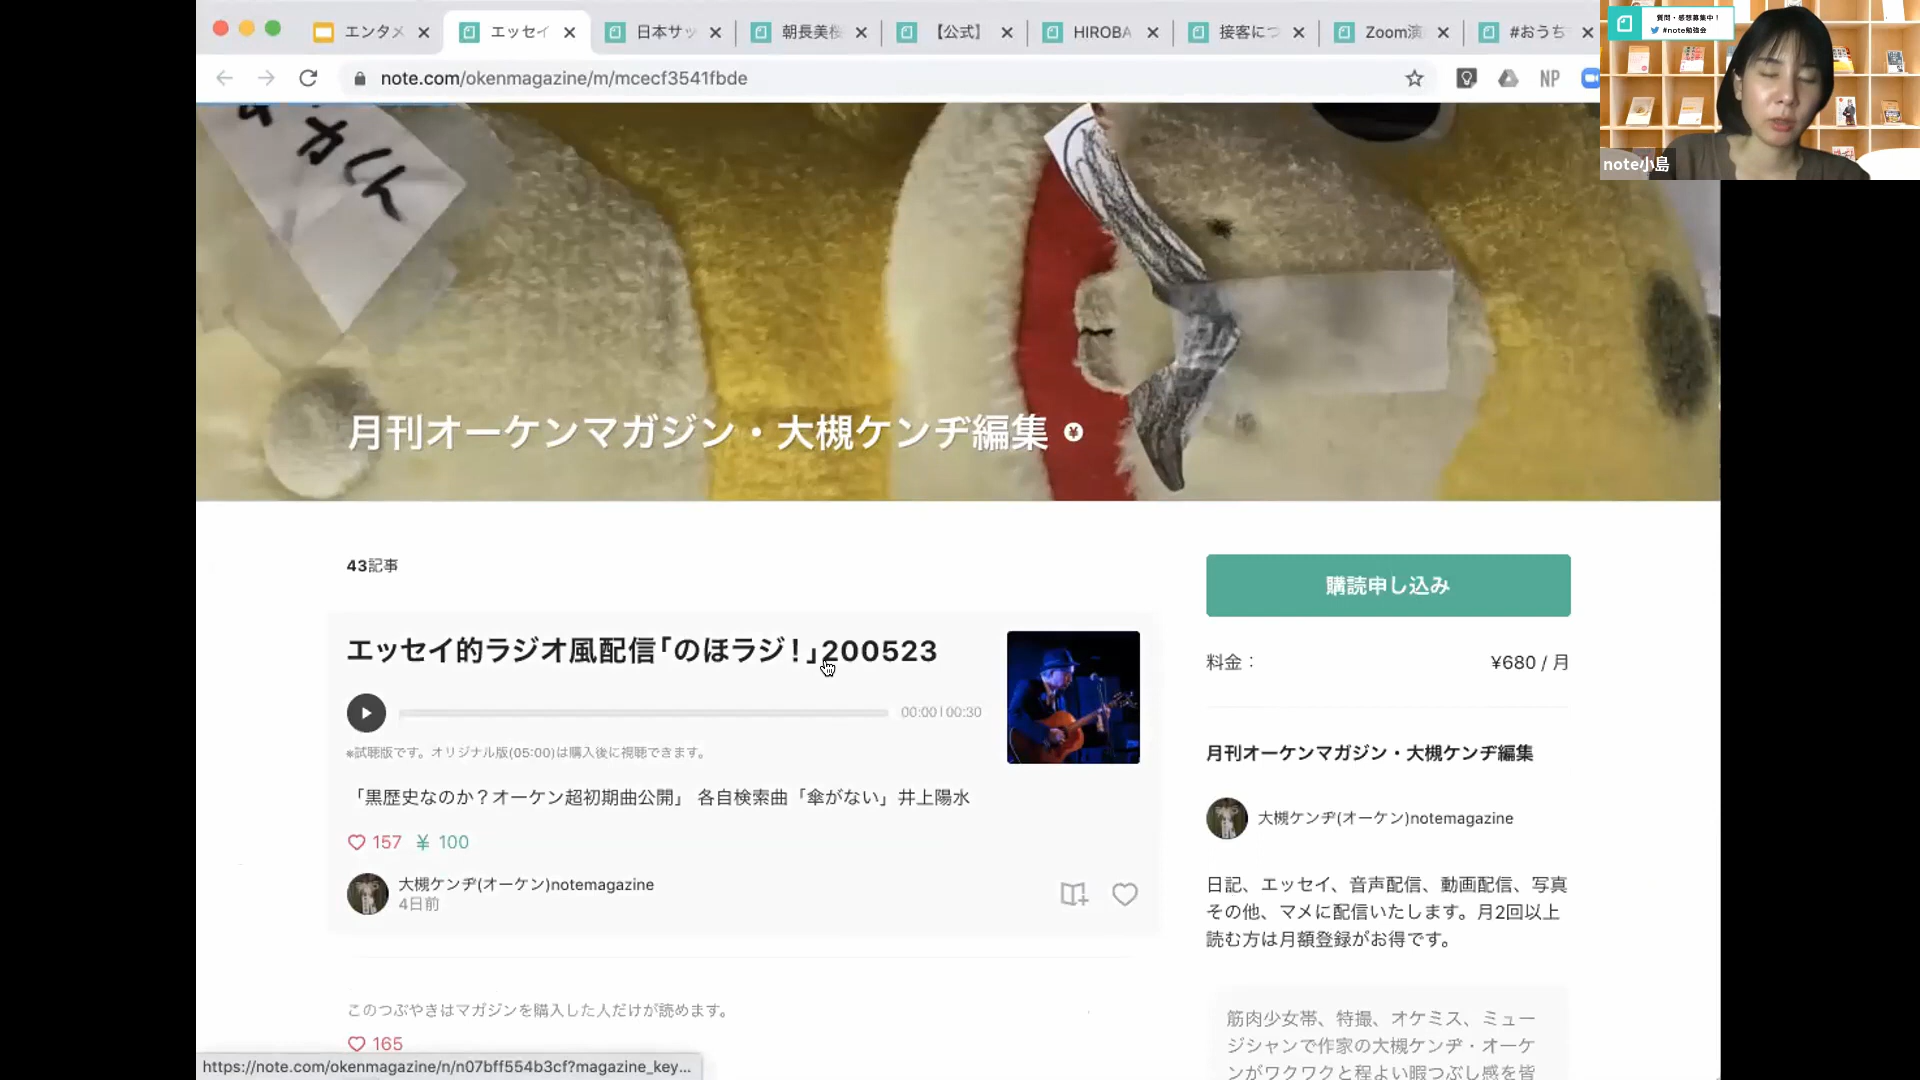 エンタメ
エッセイ
日本サッ
朝長美桜
【公式】
HIROBA
接客につ
Zoom演
#おうち
note.com/okenmagazine/m/mcecf3541fbde
NP
質問・感想募集中！
#note勉強会
note小島
月刊オーケンマガジン・大槻ケンヂ編集
43記事
購読申し込み
エッセイ的ラジオ風配信「のほラジ！」200523
00:00 | 00:30
※試聴版です。オリジナル版(05:00)は購入後に視聴できます。
「黒歴史なのか？オーケン超初期曲公開」 各自検索曲「傘がない」井上陽水
157 ¥ 100
大槻ケンヂ(オーケン)notemagazine
4日前
このつぶやきはマガジンを購入した人だけが読めます。
165
料金：
¥680 / 月
月刊オーケンマガジン・大槻ケンヂ編集
大槻ケンヂ(オーケン)notemagazine
日記、エッセイ、音声配信、動画配信、写真
その他、マメに配信いたします。月2回以上
読む方は月額登録がお得です。
筋肉少女帯、特撮、オケミス、ミュー
ジシャンで作家の大槻ケンヂ・オーケ
ンがワクワクと程よい暇つぶし感を皆
https://note.com/okenmagazine/n/n07bff554b3cf?magazine_key...